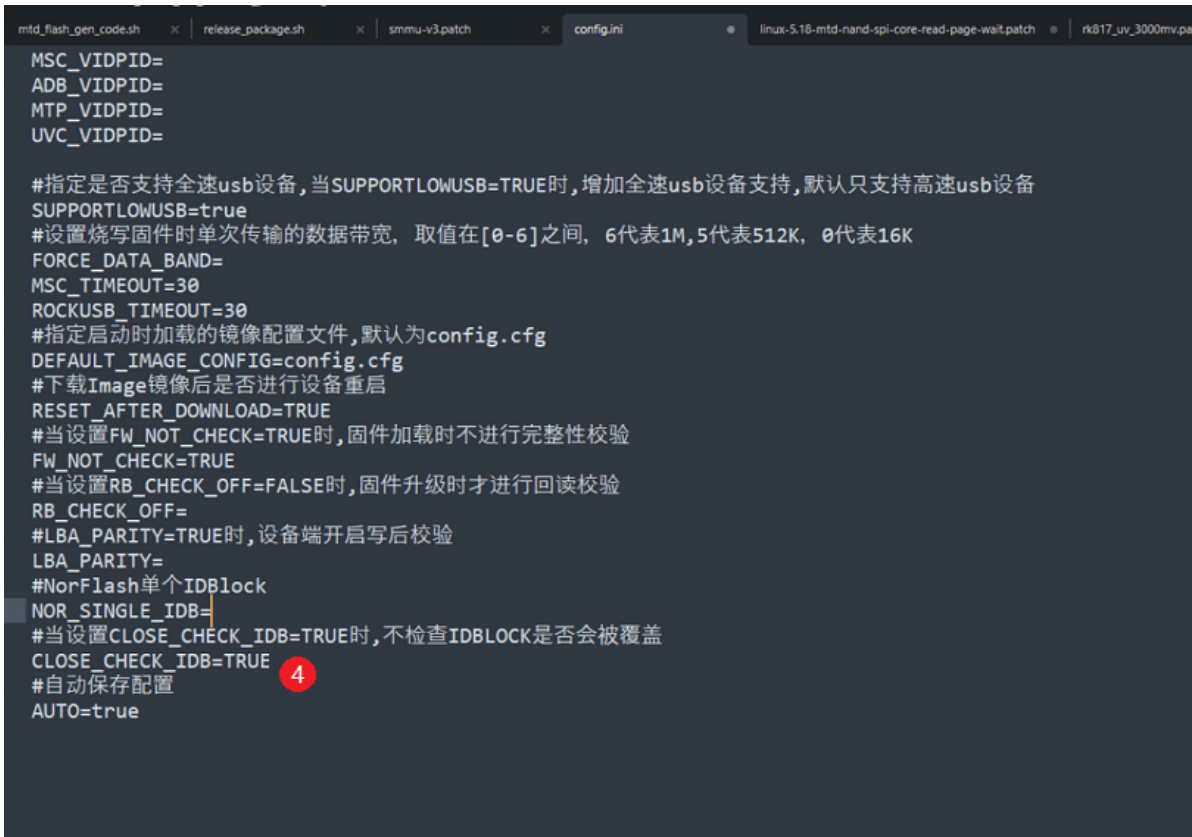 mtd_flash_gen_code.sh × release_package.sh × smmu-v3.patch × config.ini linux-5.18-mtd-nand-spi-core-read-page-wait.patch rk817_uv_3000mv.pa
MSC_VIDPID=
ADB_VIDPID=
MTP_VIDPID=
UVC_VIDPID=
#指定是否支持全速usb设备,当SUPPORTLOWUSB=TRUE时,增加全速usb设备支持,默认只支持高速usb设备
SUPPORTLOWUSB=true
#设置烧写固件时单次传输的数据带宽，取值在[0-6]之间，6代表1M,5代表512K，0代表16K
FORCE_DATA_BAND=
MSC_TIMEOUT=30
ROCKUSB_TIMEOUT=30
#指定启动时加载的镜像配置文件,默认为config.cfg
DEFAULT_IMAGE_CONFIG=config.cfg
#下载Image镜像后是否进行设备重启
RESET_AFTER_DOWNLOAD=TRUE
#当设置FW_NOT_CHECK=TRUE时,固件加载时不进行完整性校验
FW_NOT_CHECK=TRUE
#当设置RB_CHECK_OFF=FALSE时,固件升级时才进行回读校验
RB_CHECK_OFF=
#LBA_PARITY=TRUE时,设备端开启写后校验
LBA_PARITY=
#NorFlash单个IDBlock
NOR_SINGLE_IDB=
#当设置CLOSE_CHECK_IDB=TRUE时,不检查IDBLOCK是否会被覆盖
CLOSE_CHECK_IDB=TRUE
4
#自动保存配置
AUTO=true